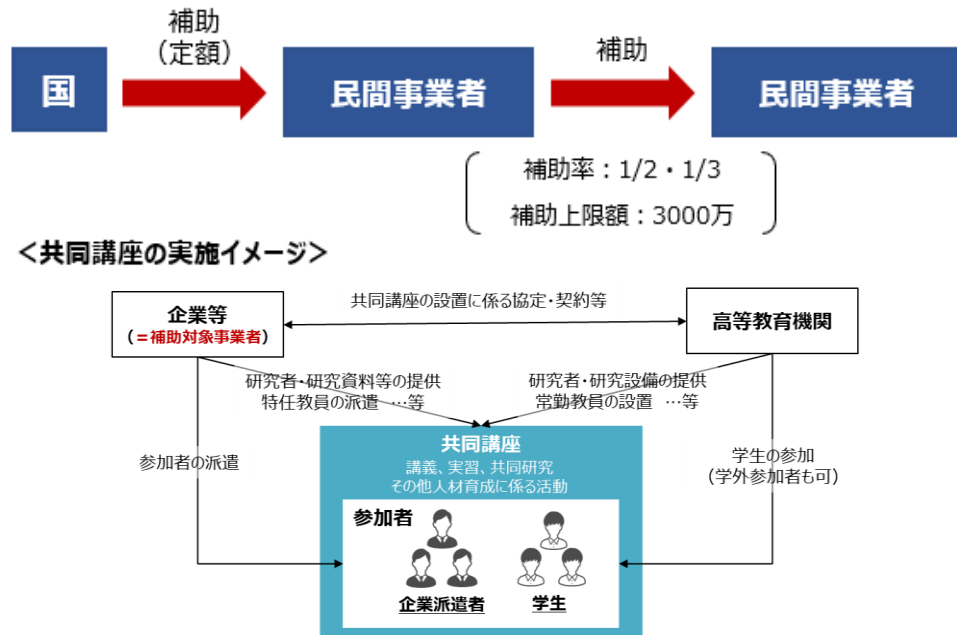 補助
（定額）
補助
国
民間事業者
民間事業者
補助率：1/2・1/3
補助上限額：3000万
＜共同講座の実施イメージ＞
企業等
（＝補助対象事業者）
共同講座の設置に係る協定・契約等
高等教育機関
研究者・研究資料等の提供
特任教員の派遣　…等
研究者・研究設備の提供
常勤教員の設置　…等
参加者の派遣
学生の参加
（学外参加者も可）
共同講座
講義、実習、共同研究
その他人材育成に係る活動
参加者
企業派遣者
学生